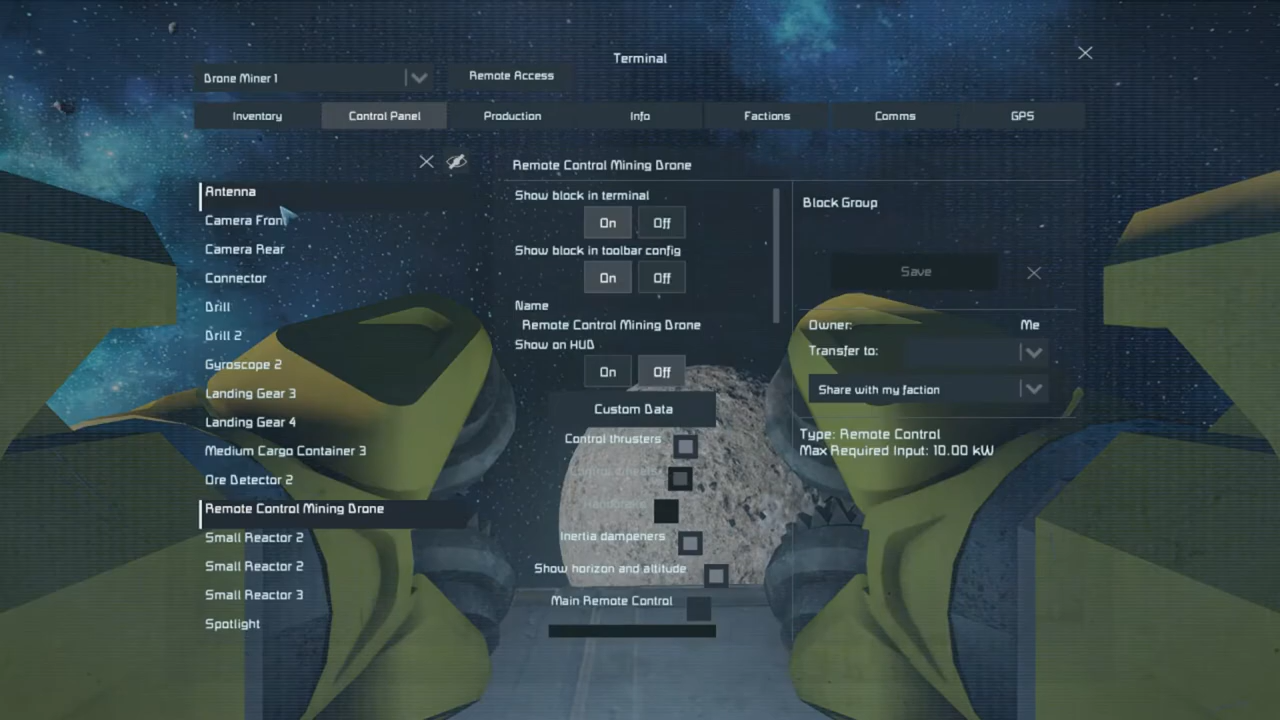 Terminal
Drone Miner 1
Remote Access
Inventory
Control Panel
Production
Info
Factions
Comms
GPS
Antenna
Camera Front
Camera Rear
Connector
Drill
Drill 2
Gyroscope 2
Landing Gear 3
Landing Gear 4
Medium Cargo Container 3
Ore Detector 2
Remote Control Mining Drone
Small Reactor 2
Small Reactor 2
Small Reactor 3
Spotlight
Remote Control Mining Drone
Show block in terminal
On Off
Show block in toolbar config
On Off
Name
Remote Control Mining Drone
Show on HUD
On Off
Custom Data
Control thrusters
Control wheels
Handbrake
Inertia dampeners
Show horizon and altitude
Main Remote Control
Block Group
Save
Owner: Me
Transfer to:
Share with my faction
Type: Remote Control
Max Required Input: 10.00 kW